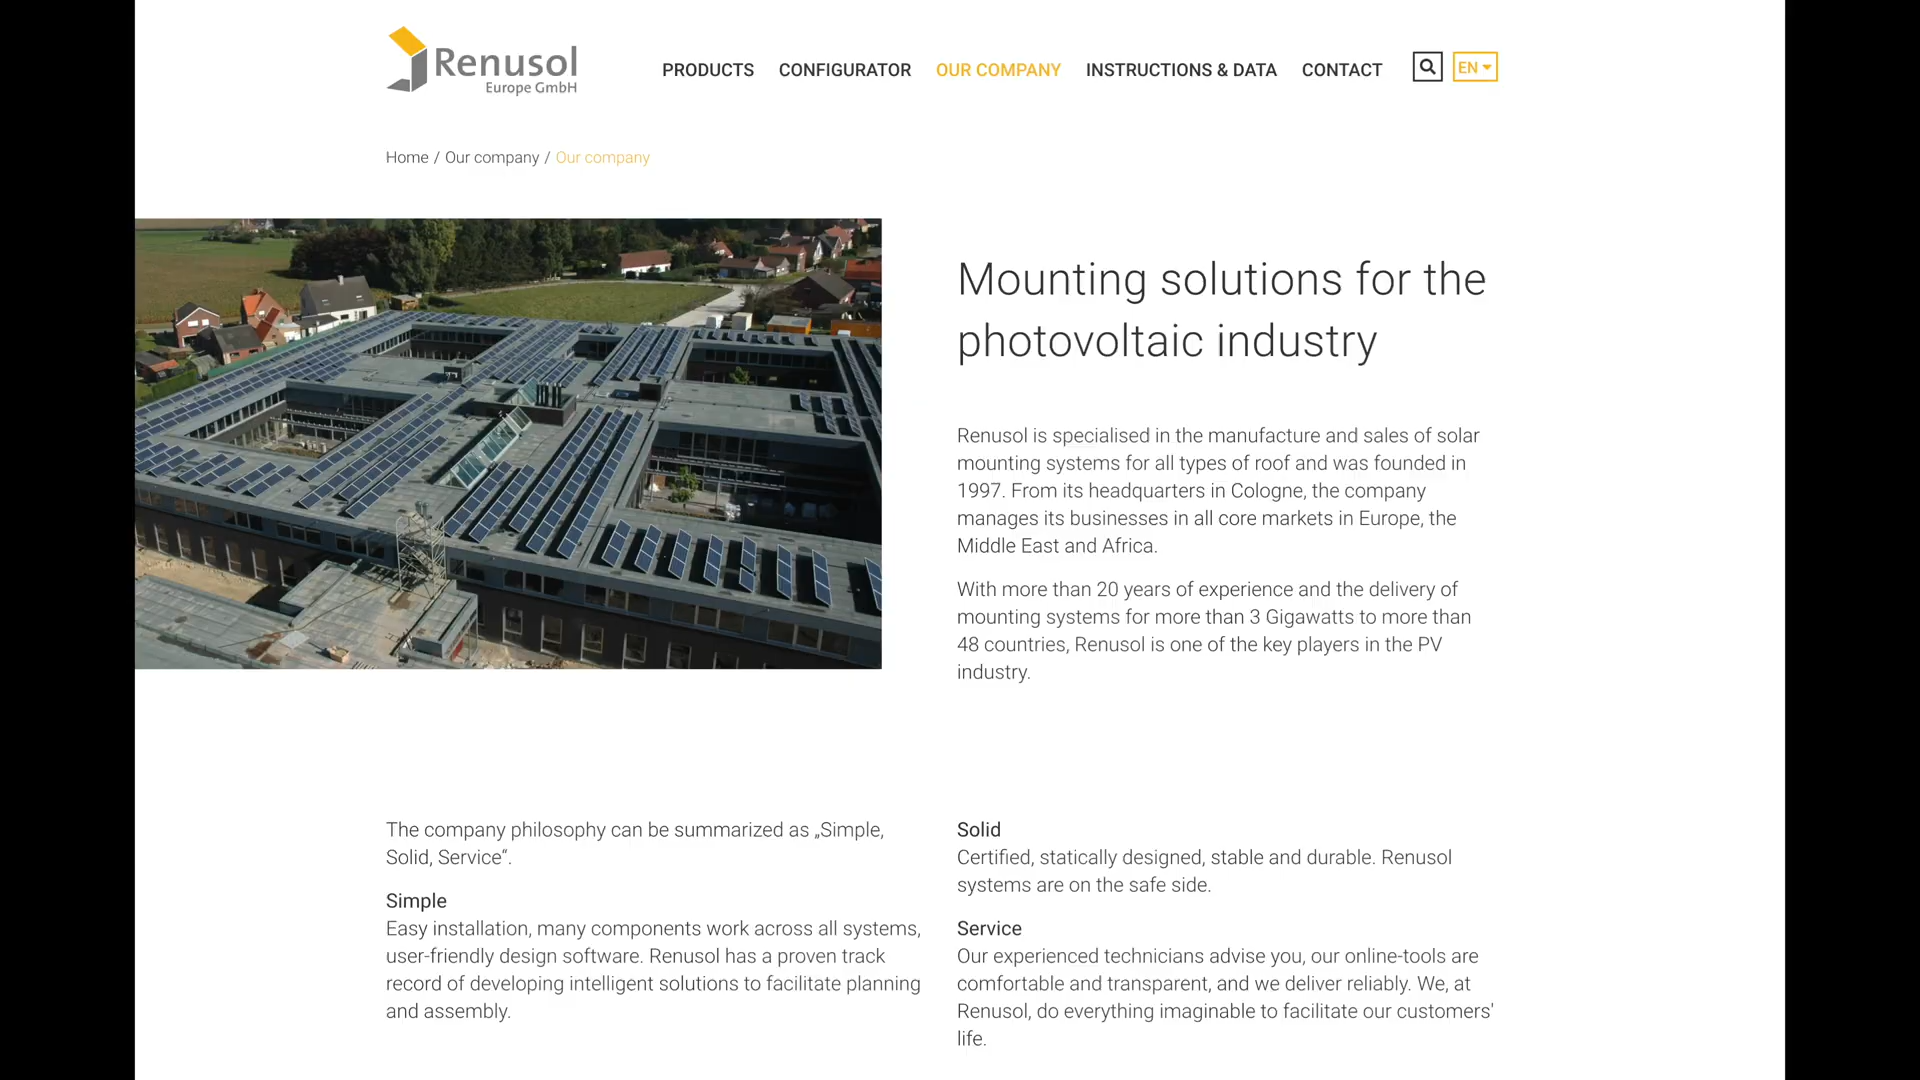 Renusol
Europe GmbH
PRODUCTS CONFIGURATOR OUR COMPANY INSTRUCTIONS & DATA CONTACT EN
Home / Our company / Our company
Mounting solutions for the
photovoltaic industry
Renusol is specialised in the manufacture and sales of solar
mounting systems for all types of roof and was founded in
1997. From its headquarters in Cologne, the company
manages its businesses in all core markets in Europe, the
Middle East and Africa.
With more than 20 years of experience and the delivery of
mounting systems for more than 3 Gigawatts to more than
48 countries, Renusol is one of the key players in the PV
industry.
The company philosophy can be summarized as „Simple,
Solid, Service“.
Simple
Easy installation, many components work across all systems,
user-friendly design software. Renusol has a proven track
record of developing intelligent solutions to facilitate planning
and assembly.
Solid
Certified, statically designed, stable and durable. Renusol
systems are on the safe side.
Service
Our experienced technicians advise you, our online-tools are
comfortable and transparent, and we deliver reliably. We, at
Renusol, do everything imaginable to facilitate our customers'
life.